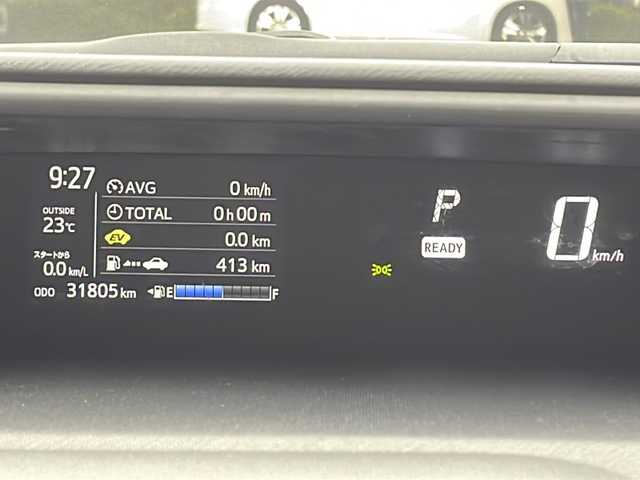 9:27
AVG 0 km/h
OUTSIDE
23℃
TOTAL 0h00m
EV 0.0 km
スタートから
0.0 km/L
413 km
ODO 31805 km E F
P
READY
0 km/h